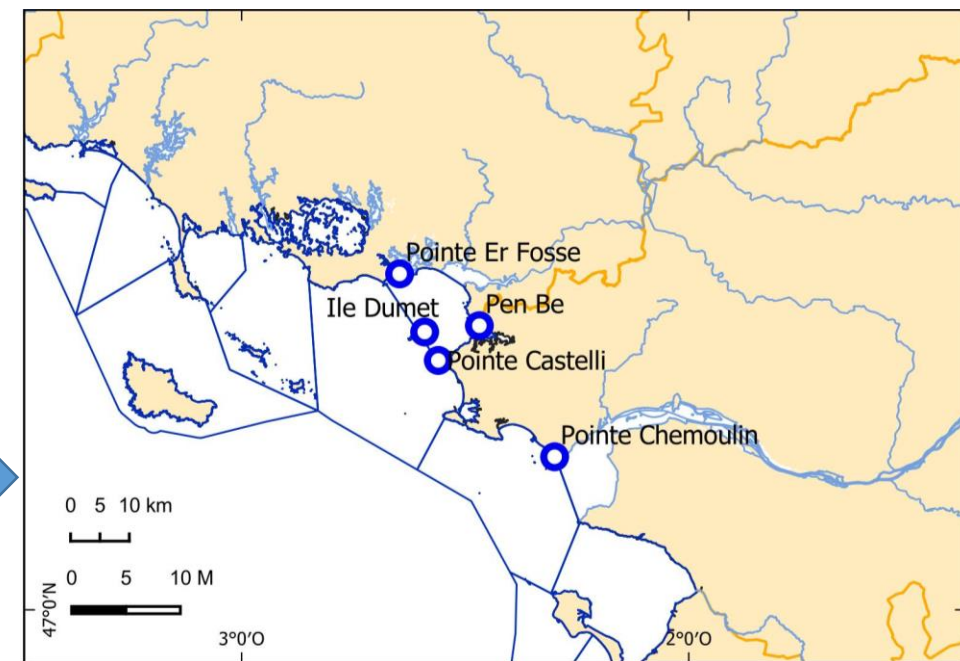 Pointe Er Fosse
Ile Dumet
Pen Be
Pointe Castelli
Pointe Chemoulin
0 5 10 km
0 5 10 M
47°0'N
3°0'O
2°0'O